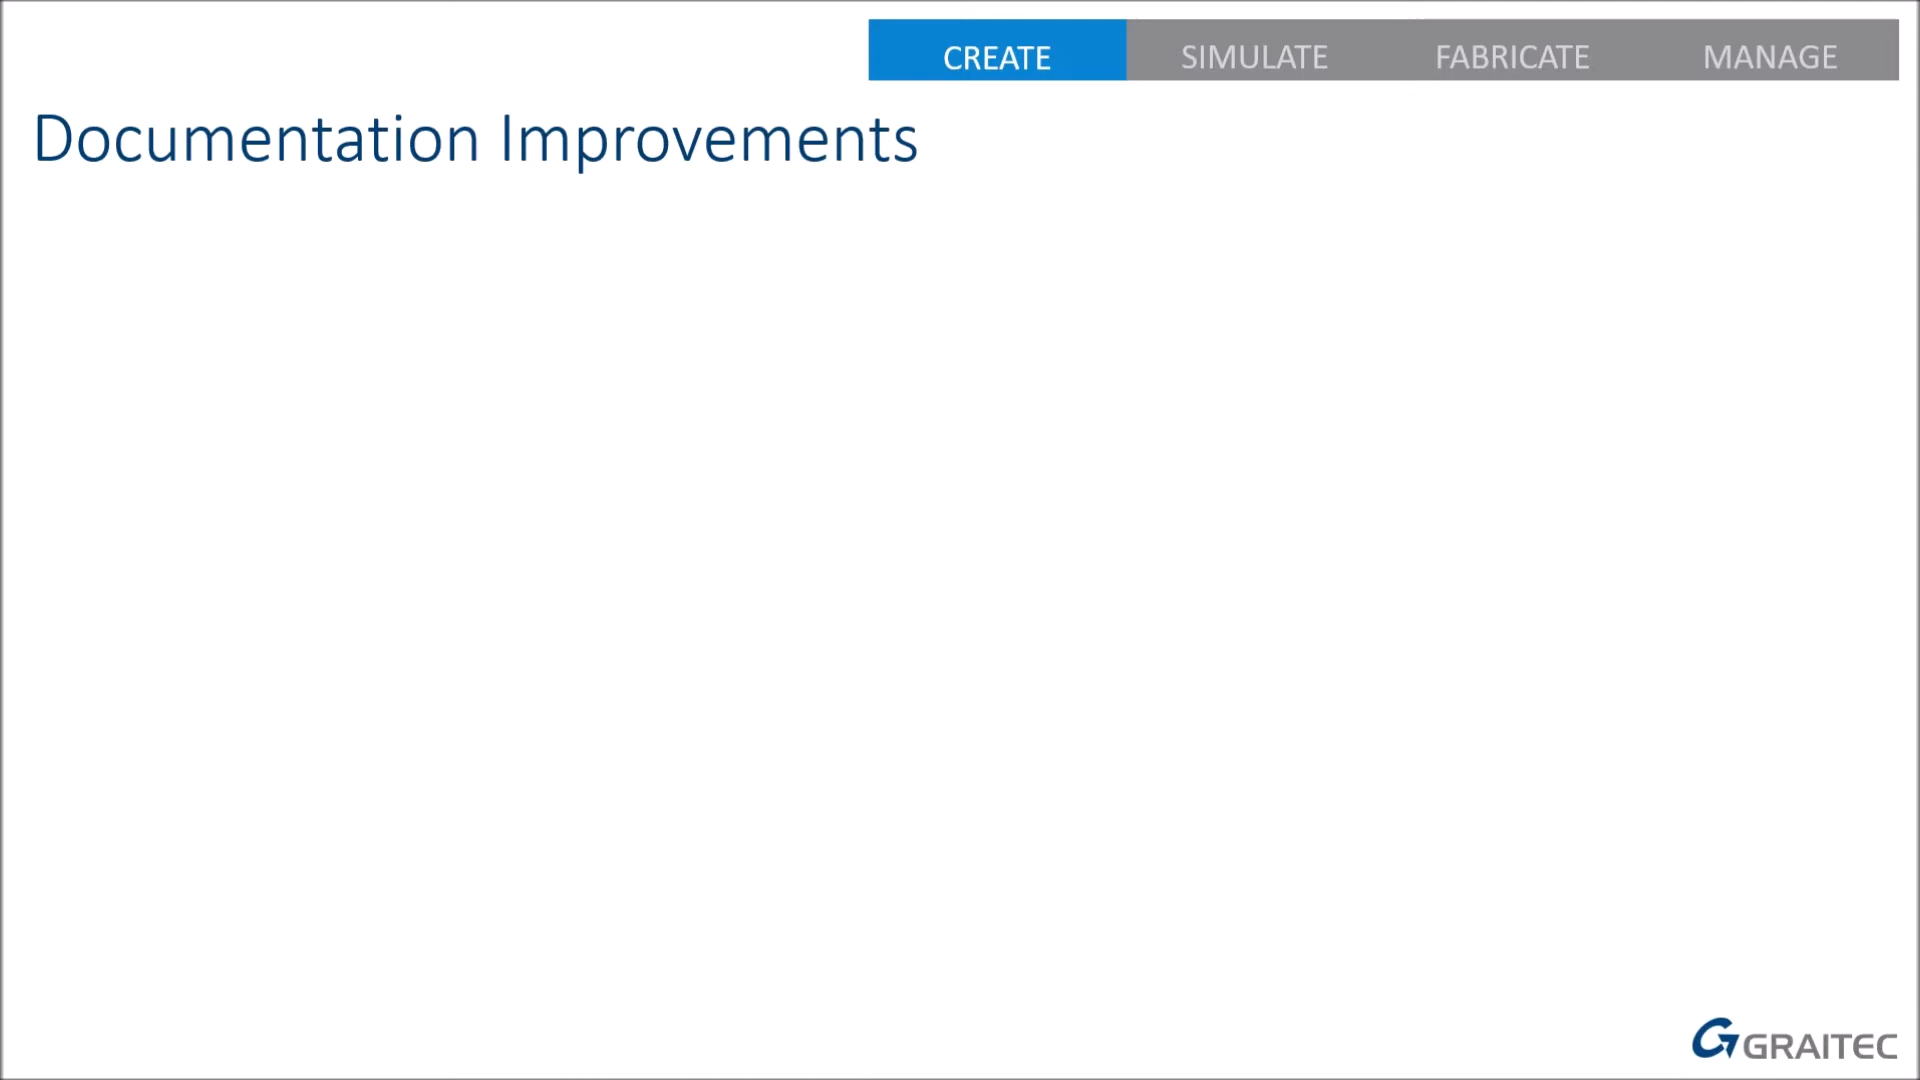 CREATE SIMULATE FABRICATE MANAGE
Documentation Improvements
GRAITEC